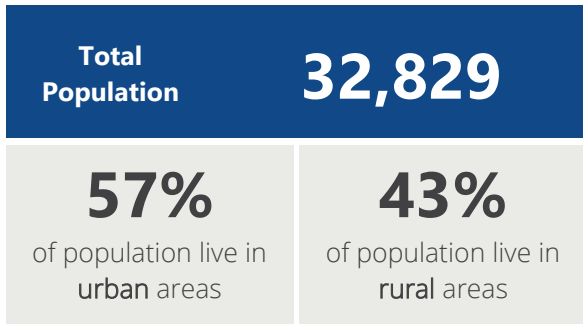 Total
Population
32,829
57%
of population live in
urban areas
43%
of population live in
rural areas